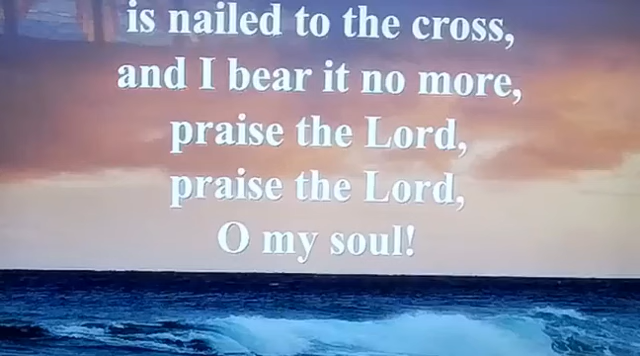 is nailed to the cross,
and I bear it no more,
praise the Lord,
praise the Lord,
O my soul!